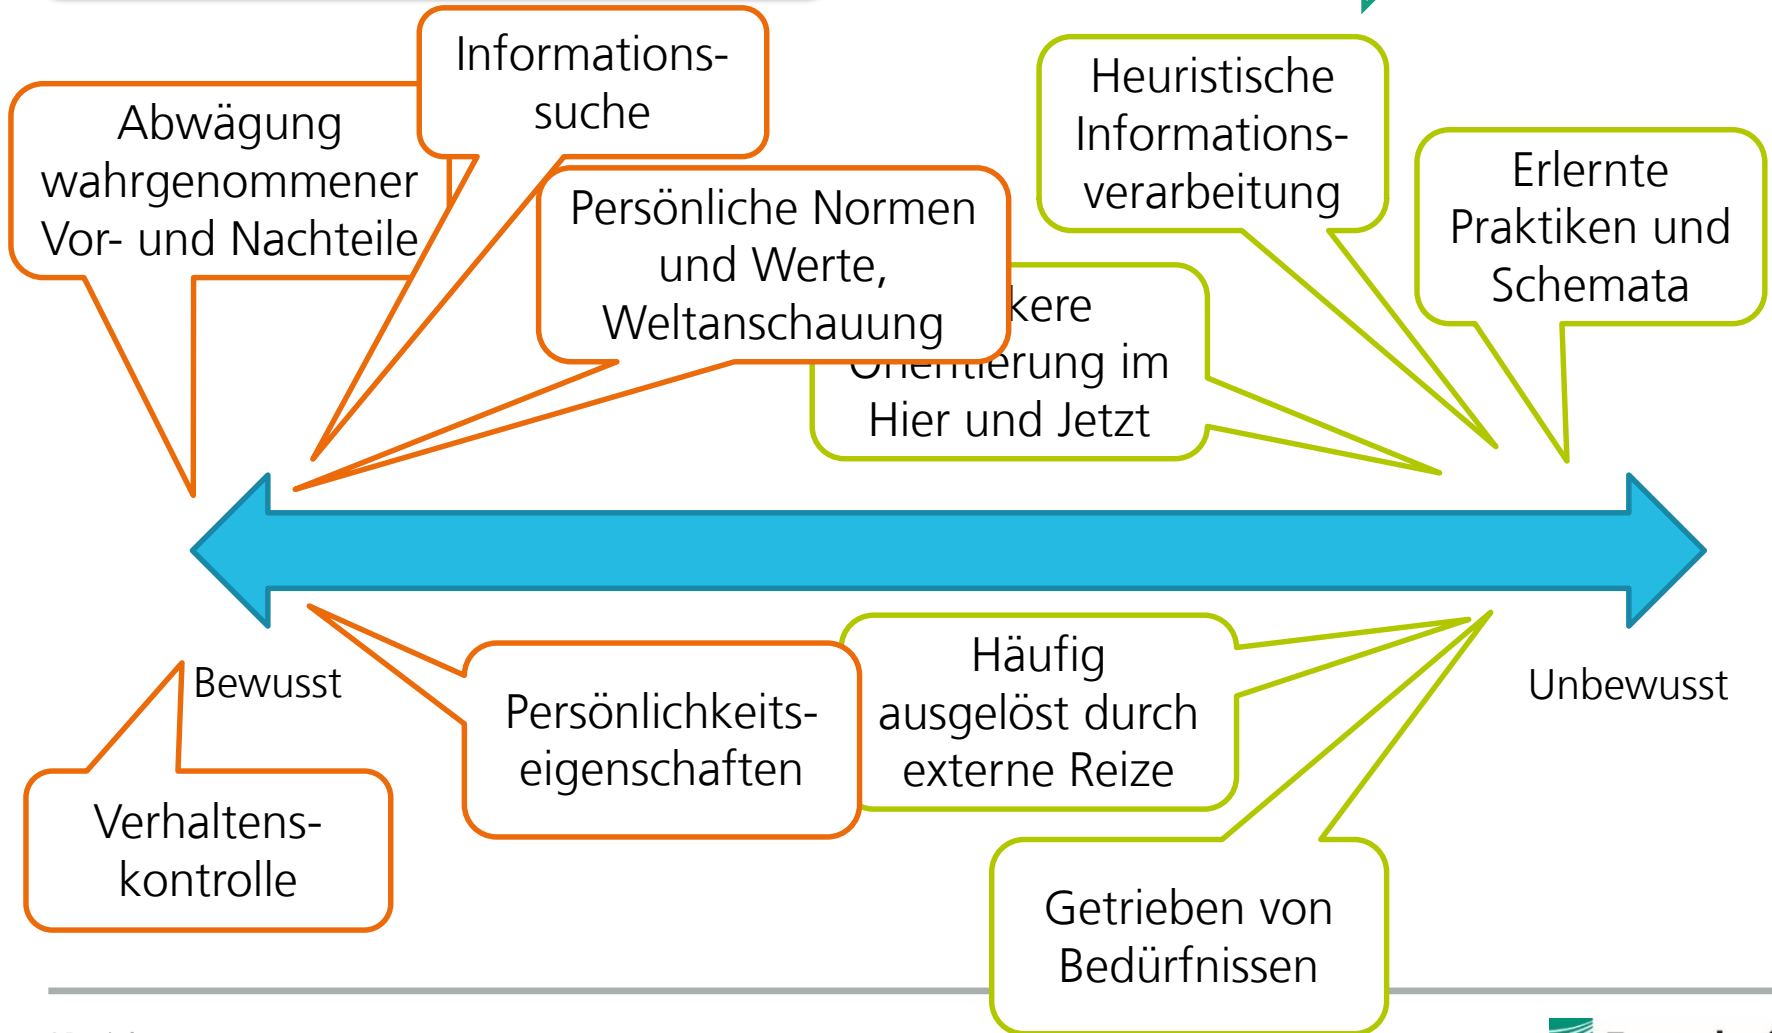 Informations-
suche
Abwägung
wahrgenommener
Vor- und Nachteile
Persönliche Normen
und Werte,
Weltanschauung
Heuristische
Informations-
verarbeitung
Erlernte
Praktiken und
Schemata
kere
Orientierung im
Hier und Jetzt
Bewusst
Unbewusst
Persönlichkeits-
eigenschaften
Häufig
ausgelöst durch
externe Reize
Verhaltens-
kontrolle
Getrieben von
Bedürfnissen